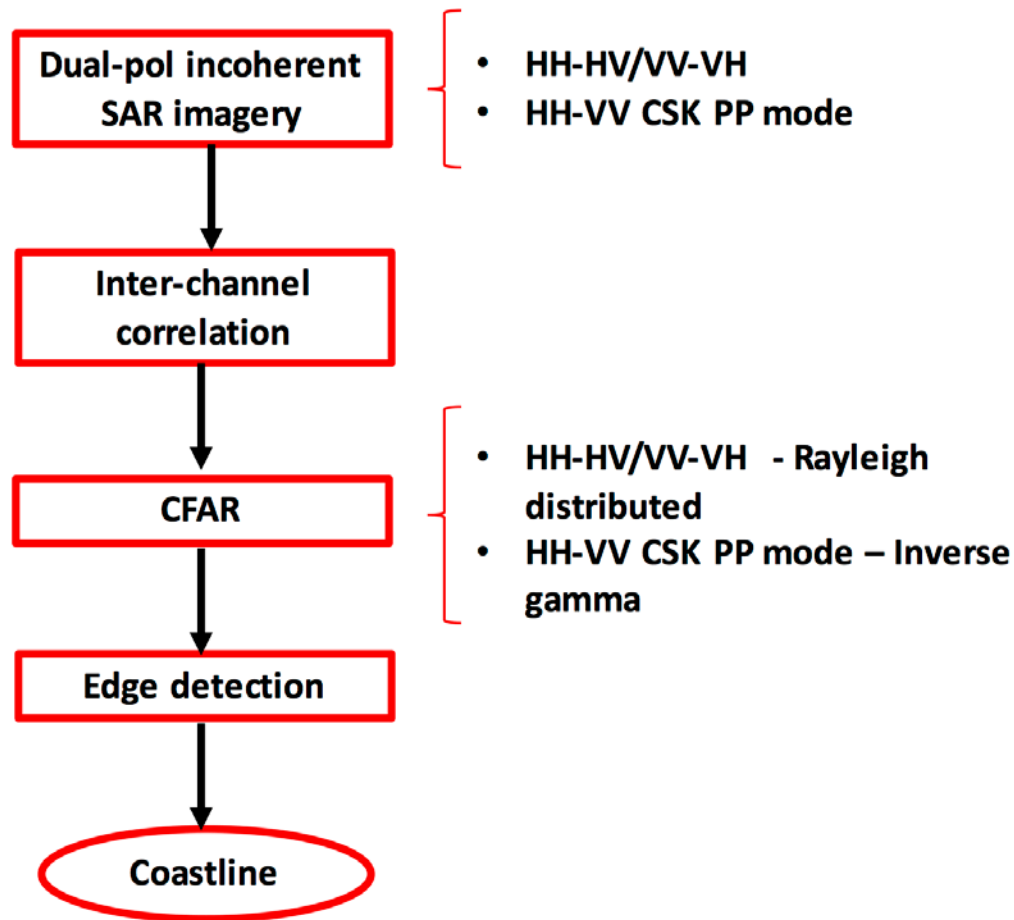 Dual-pol incoherent
SAR imagery
• HH-HV/VV-VH
• HH-VV CSK PP mode
Inter-channel
correlation
CFAR
• HH-HV/VV-VH - Rayleigh
distributed
• HH-VV CSK PP mode – Inverse
gamma
Edge detection
Coastline